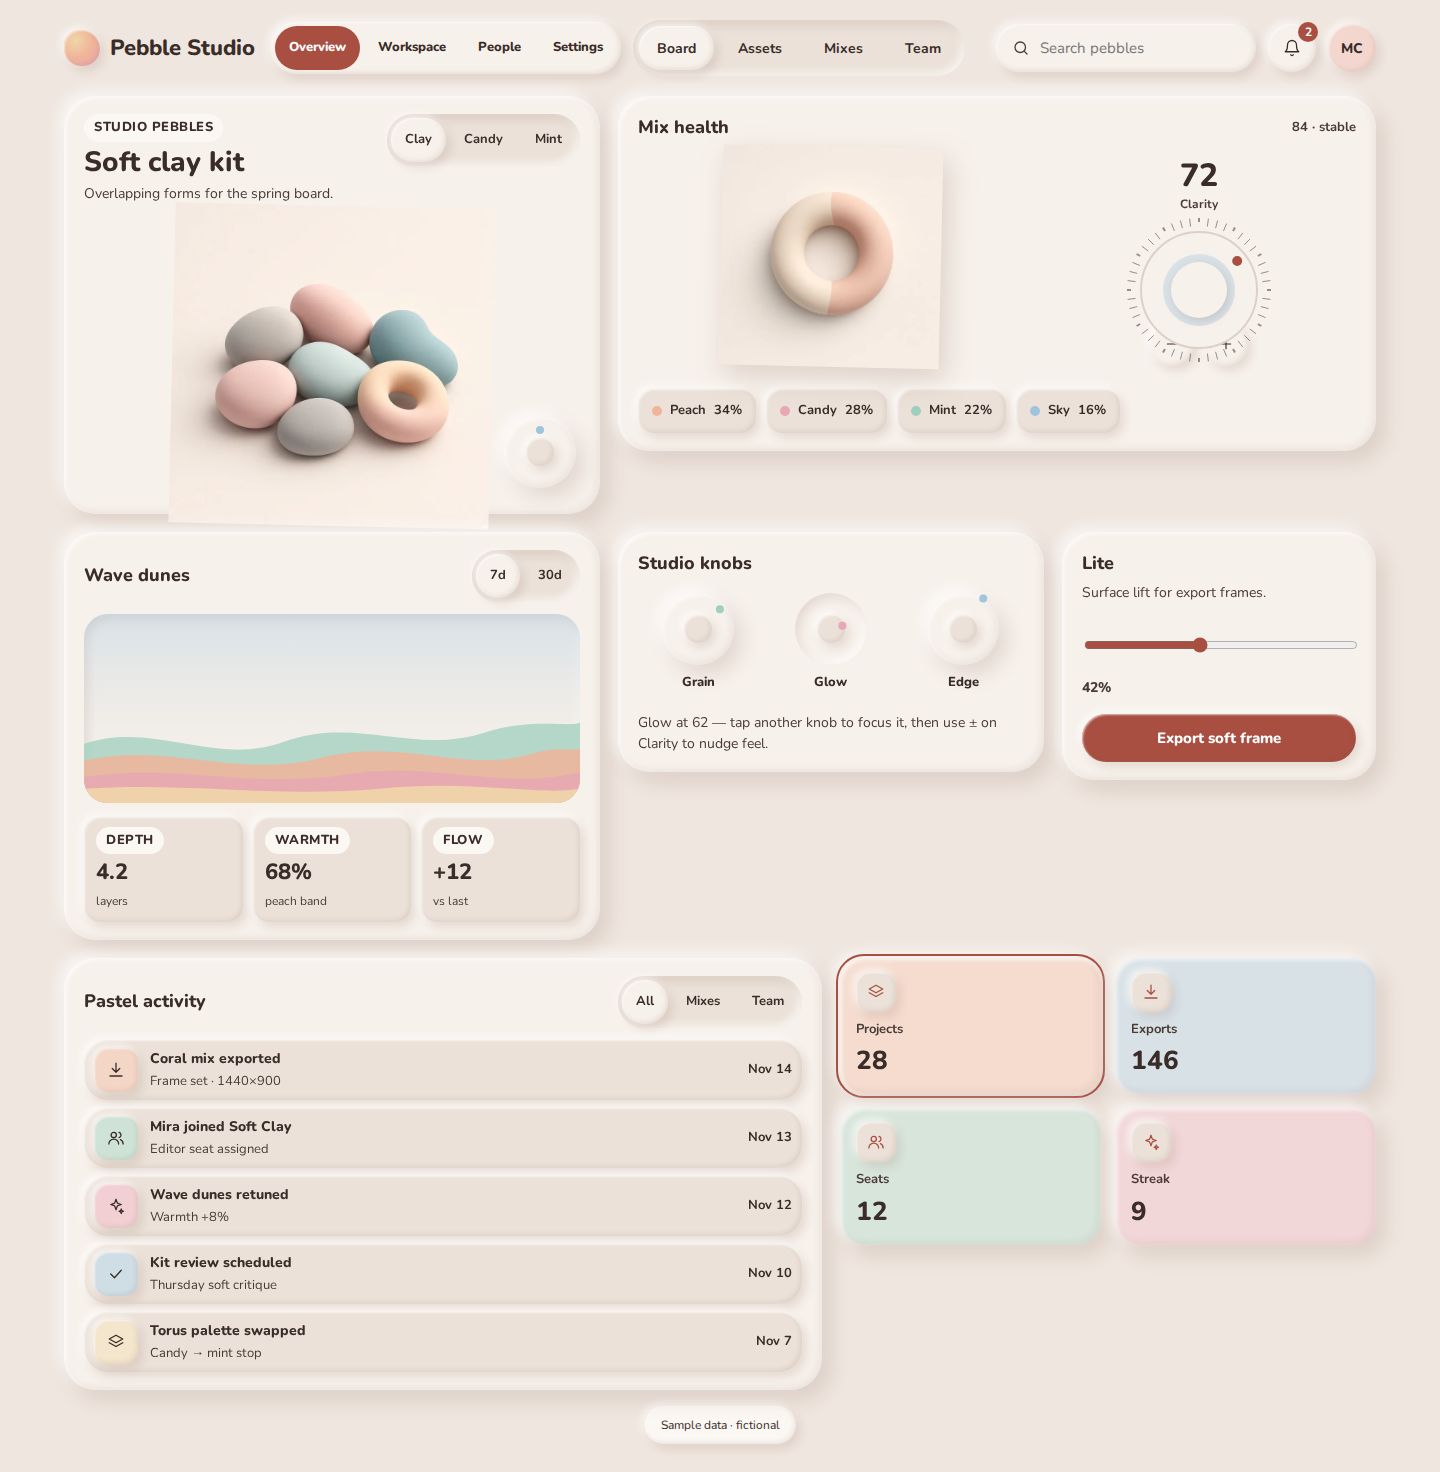 Pebble Studio
Overview
Workspace
People
Settings
Board
Assets
Mixes
Team
Search pebbles
2
MC
STUDIO PEBBLES
Soft clay kit
Overlapping forms for the spring board.
Clay
Candy
Mint
Mix health
84 · stable
72
Clarity
−
+
Peach 34%
Candy 28%
Mint 22%
Sky 16%
Wave dunes
7d
30d
DEPTH
4.2
layers
WARMTH
68%
peach band
FLOW
+12
vs last
Studio knobs
Grain
Glow
Edge
Glow at 62 — tap another knob to focus it, then use ± on
Clarity to nudge feel.
Lite
Surface lift for export frames.
42%
Export soft frame
Pastel activity
All
Mixes
Team
Coral mix exported
Frame set · 1440×900
Nov 14
Mira joined Soft Clay
Editor seat assigned
Nov 13
Wave dunes retuned
Warmth +8%
Nov 12
Kit review scheduled
Thursday soft critique
Nov 10
Torus palette swapped
Candy → mint stop
Nov 7
Projects
28
Exports
146
Seats
12
Streak
9
Sample data · fictional